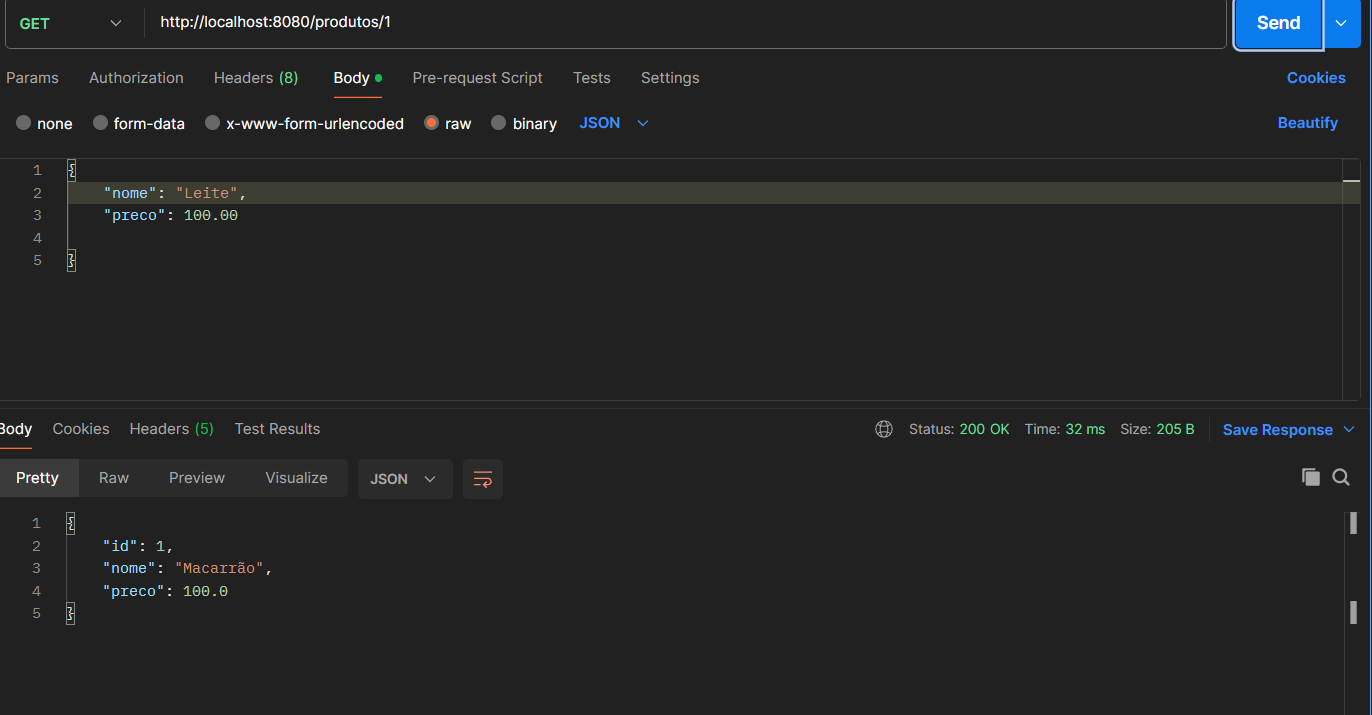 GET http://localhost:8080/produtos/1 Send
Params Authorization Headers (8) Body Pre-request Script Tests Settings Cookies
none form-data x-www-form-urlencoded raw binary JSON Beautify
1 {
2 "nome": "Leite",
3 "preco": 100.00
4
5 }
Body Cookies Headers (5) Test Results Status: 200 OK Time: 32 ms Size: 205 B Save Response
Pretty Raw Preview Visualize JSON
1 {
2 "id": 1,
3 "nome": "Macarrão",
4 "preco": 100.0
5 }